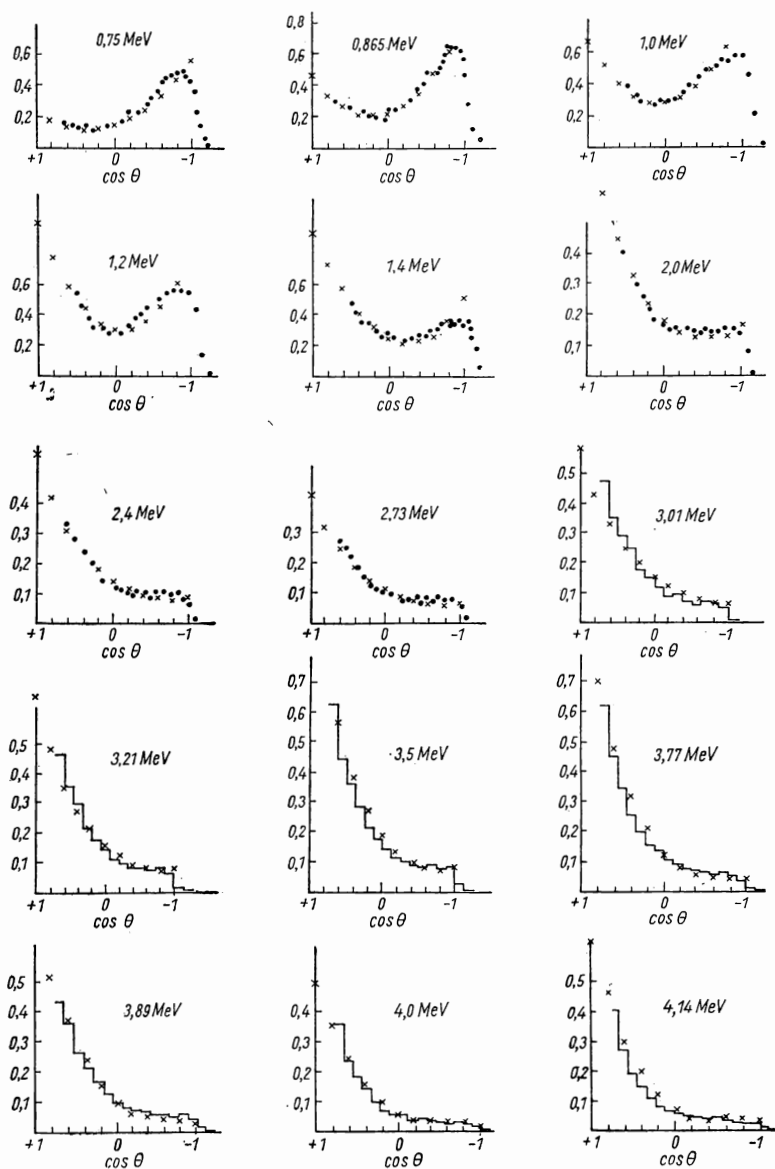 0,75 MeV
0,6
0,4
0,2
+1 0 -1
cos θ
0,865 MeV
0,8
0,6
0,4
0,2
+1 0 -1
cos θ
1,0 MeV
0,6
0,4
0,2
+1 0 -1
cos θ
1,2 MeV
0,6
0,4
0,2
+1 0 -1
cos θ
1,4 MeV
0,6
0,4
0,2
+1 0 -1
cos θ
2,0 MeV
0,4
0,3
0,2
0,1
+1 0 -1
cos θ
2,4 MeV
0,4
0,3
0,2
0,1
+1 0 -1
cos θ
2,73 MeV
0,3
0,2
0,1
+1 0 -1
cos θ
3,01 MeV
0,5
0,4
0,3
0,2
0,1
+1 0 -1
cos θ
3,21 MeV
0,5
0,4
0,3
0,2
0,1
+1 0 -1
cos θ
3,5 MeV
0,7
0,6
0,5
0,4
0,3
0,2
0,1
+1 0 -1
cos θ
3,77 MeV
0,7
0,6
0,5
0,4
0,3
0,2
0,1
+1 0 -1
cos θ
3,89 MeV
0,5
0,4
0,3
0,2
0,1
+1 0 -1
cos θ
4,0 MeV
0,4
0,3
0,2
0,1
+1 0 -1
cos θ
4,14 MeV
0,5
0,4
0,3
0,2
0,1
+1 0 -1
cos θ